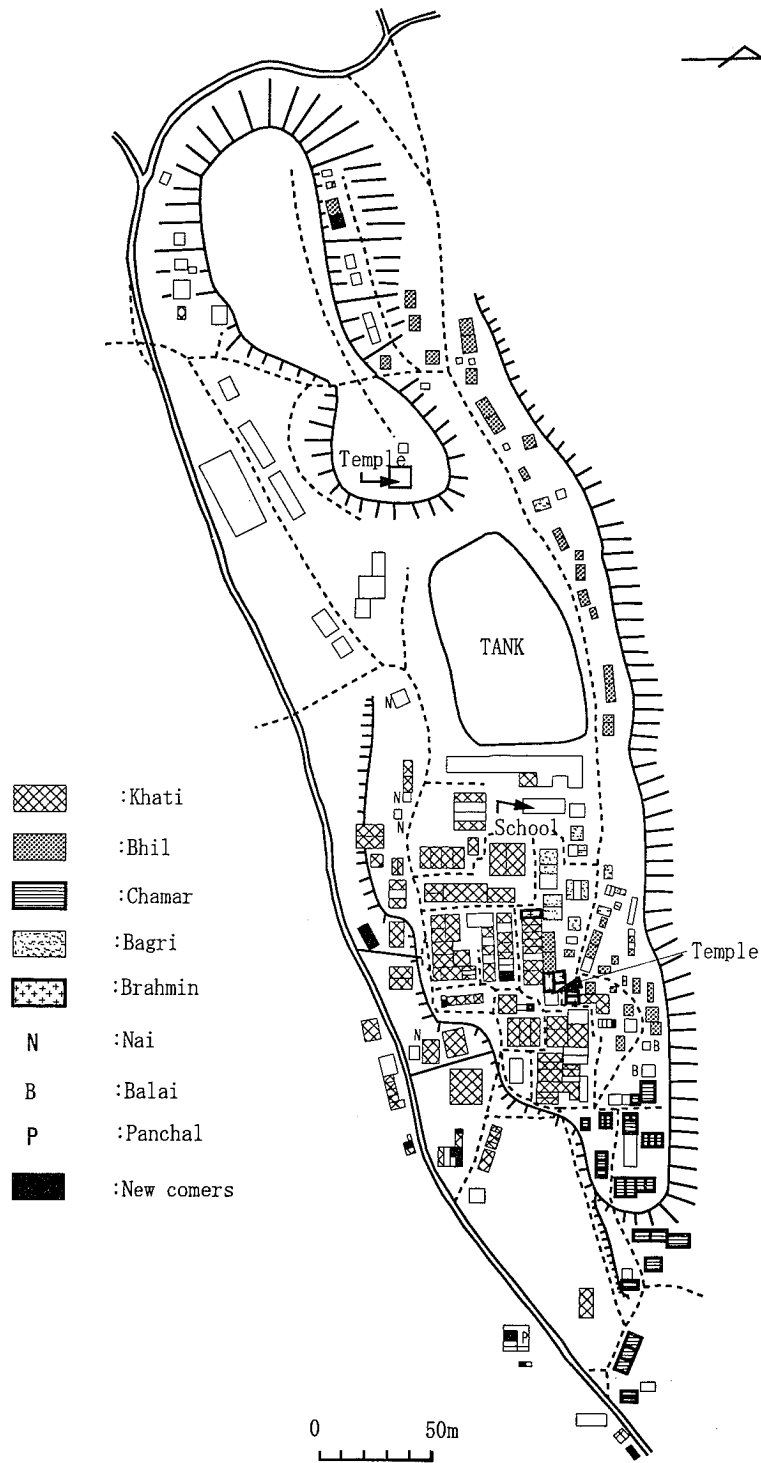 Temple
TANK
N
N
N
School
Temple
N
B
B
P
:Khati
:Bhil
:Chamar
:Bagri
:Brahmin
N :Nai
B :Balai
P :Panchal
:New comers
0 50m